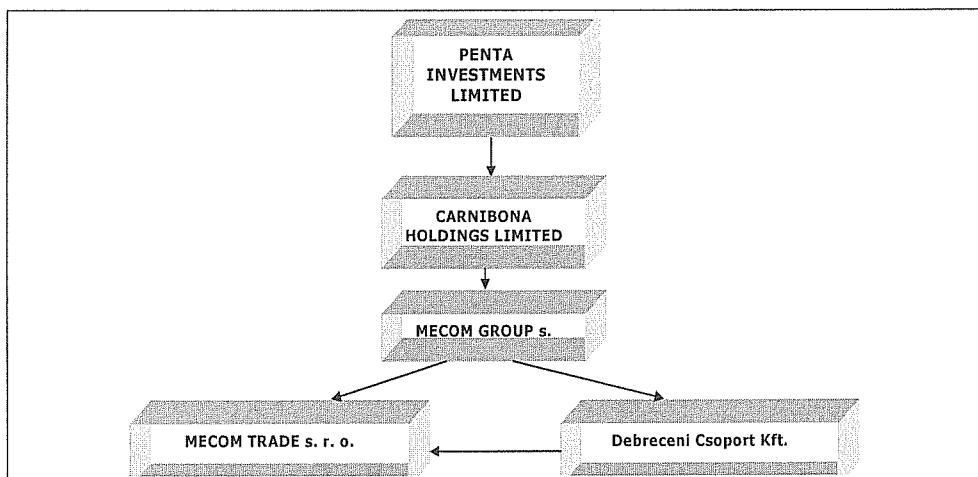 PENTA
INVESTMENTS
LIMITED
CARNIBONA
HOLDINGS LIMITED
MECOM GROUP s.
MECOM TRADE s. r. o.
Debreceni Csoport Kft.